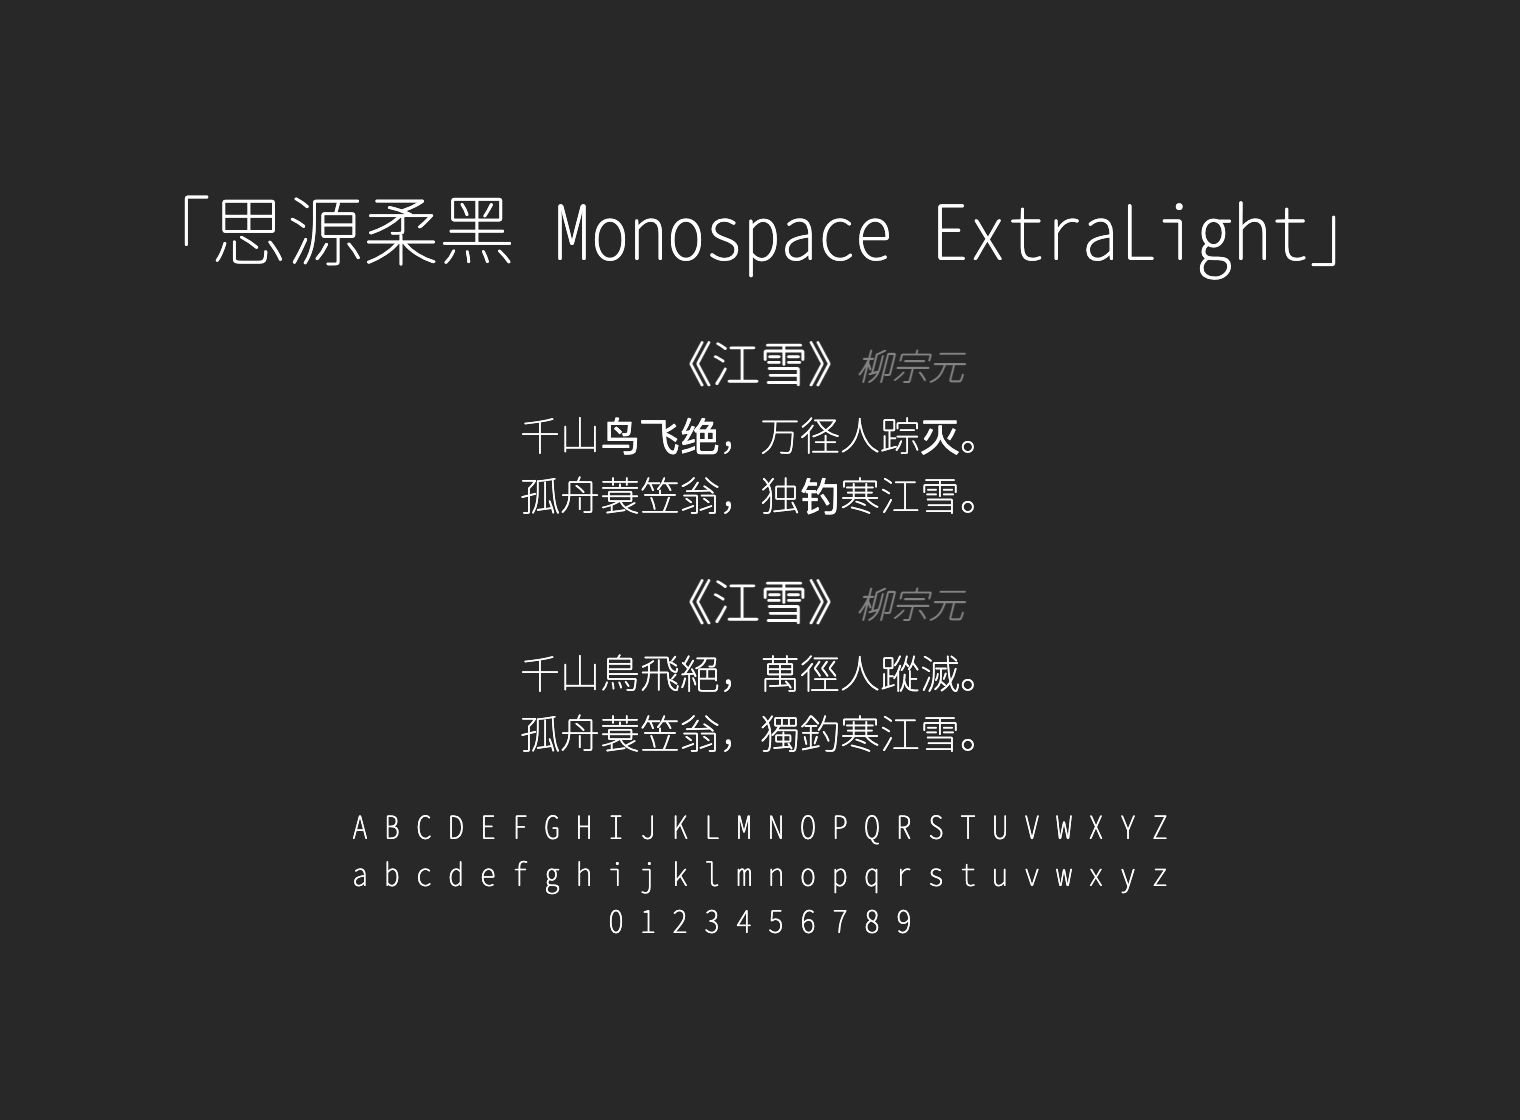 「思源柔黑 Monospace ExtraLight」
《江雪》 柳宗元
千山鸟飞绝，万径人踪灭。
孤舟蓑笠翁，独钓寒江雪。
《江雪》 柳宗元
千山鳥飛絕，萬徑人蹤滅。
孤舟蓑笠翁，獨釣寒江雪。
A B C D E F G H I J K L M N O P Q R S T U V W X Y Z
a b c d e f g h i j k l m n o p q r s t u v w x y z
0 1 2 3 4 5 6 7 8 9